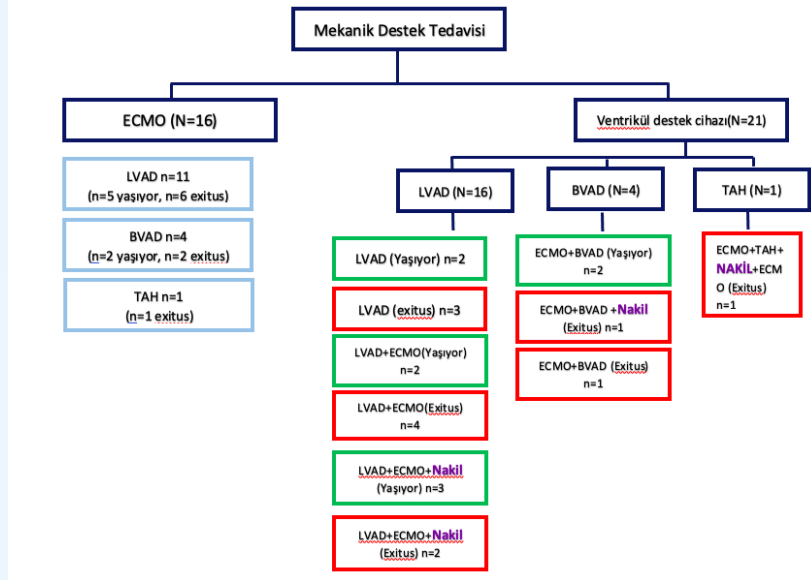 Mekanik Destek Tedavisi
ECMO (N=16)
Ventrikül destek cihazı(N=21)
LVAD n=11
(n=5 yaşıyor, n=6 exitus)
BVAD n=4
(n=2 yaşıyor, n=2 exitus)
TAH n=1
(n=1 exitus)
LVAD (N=16)
BVAD (N=4)
TAH (N=1)
LVAD (Yaşıyor) n=2
LVAD (exitus) n=3
LVAD+ECMO(Yaşıyor)
n=2
LVAD+ECMO(Exitus)
n=4
LVAD+ECMO+Nakil
(Yaşıyor) n=3
LVAD+ECMO+Nakil
(Exitus) n=2
ECMO+BVAD (Yaşıyor)
n=2
ECMO+BVAD +Nakil
(Exitus) n=1
ECMO+BVAD (Exitus)
n=1
ECMO+TAH+
NAKİL+ECM
O (Exitus)
n=1